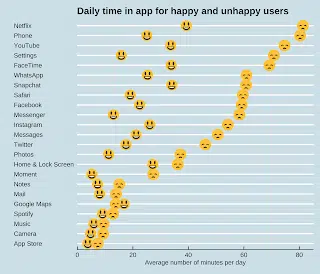 Daily time in app for happy and unhappy users
Netflix
Phone
YouTube
Settings
FaceTime
WhatsApp
Snapchat
Safari
Facebook
Messenger
Instagram
Messages
Twitter
Photos
Home & Lock Screen
Moment
Notes
Mail
Google Maps
Spotify
Music
Camera
App Store
0 20 40 60 80
Average number of minutes per day